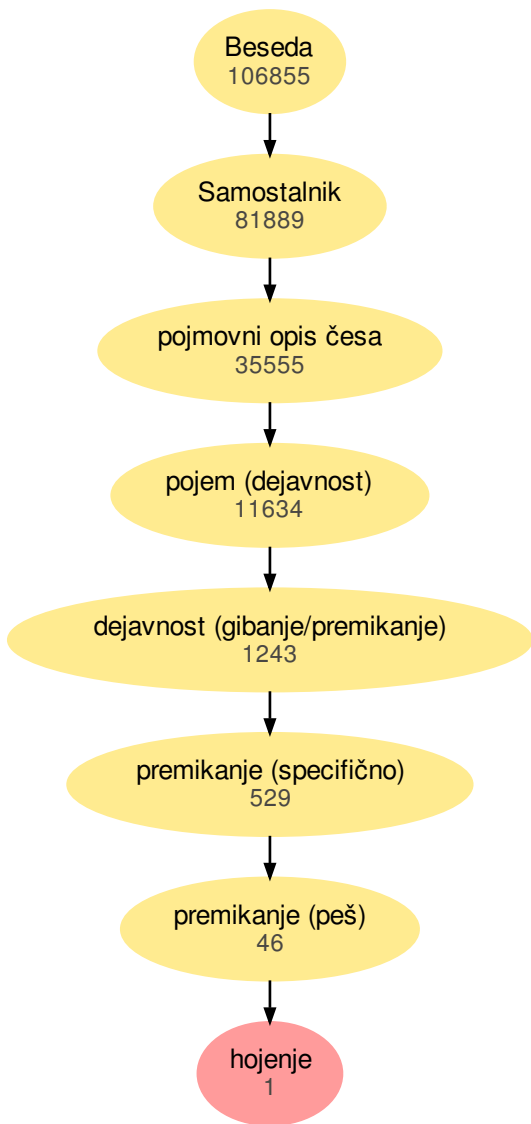 Beseda
106855
Samostalnik
81889
pojmovni opis česa
35555
pojem (dejavnost)
11634
dejavnost (gibanje/premikanje)
1243
premikanje (specifično)
529
premikanje (peš)
46
hojenje
1